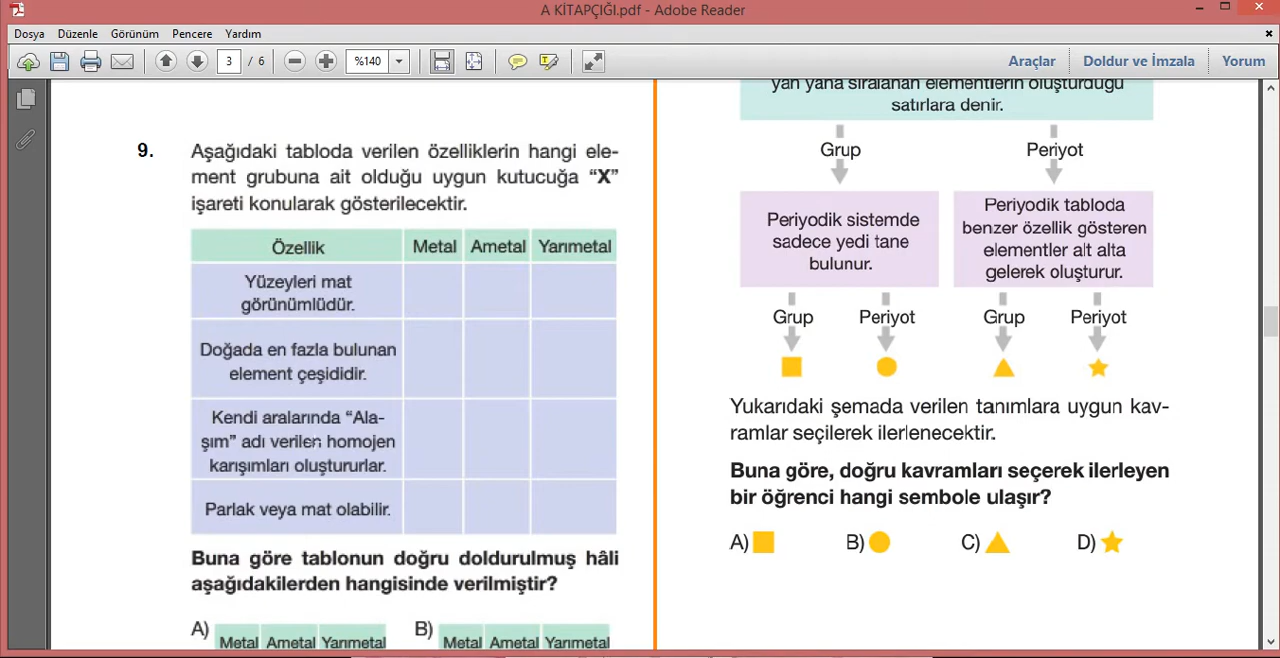 A KİTAPÇIĞI.pdf - Adobe Reader
Dosya Düzenle Görünüm Pencere Yardım
3 / 6 %140 Araçlar Doldur ve İmzala Yorum
9. Aşağıdaki tabloda verilen özelliklerin hangi ele-
ment grubuna ait olduğu uygun kutucuğa “X”
işareti konularak gösterilecektir.
Özellik Metal Ametal Yarımetal
Yüzeyleri mat
görünümlüdür.
Doğada en fazla bulunan
element çeşididir.
Kendi aralarında “Ala-
şım” adı verilen homojen
karışımları oluştururlar.
Parlak veya mat olabilir.
Buna göre tablonun doğru doldurulmuş hâli
aşağıdakilerden hangisinde verilmiştir?
A) Metal Ametal Yarımetal
B) Metal Ametal Yarımetal
yan yana sıralanan elementlerin oluşturduğu
satırlara denir.
Grup Periyot
Periyodik sistemde
sadece yedi tane
bulunur.
Periyodik tabloda
benzer özellik gösteren
elementler alt alta
gelerek oluşturur.
Grup Periyot Grup Periyot
Yukarıdaki şemada verilen tanımlara uygun kav-
ramlar seçilerek ilerlenecektir.
Buna göre, doğru kavramları seçerek ilerleyen
bir öğrenci hangi sembole ulaşır?
A) B) C) D)